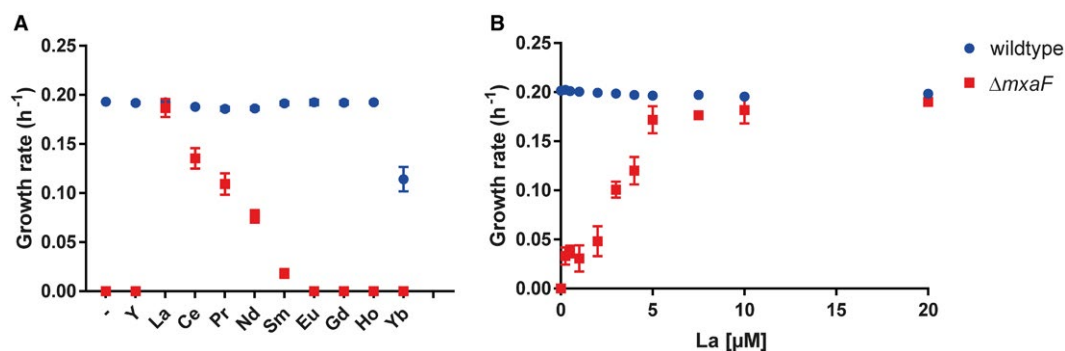 A
Growth rate (h⁻¹)
0.25
0.20
0.15
0.10
0.05
0.00
- Y La Ce Pr Nd Sm Eu Gd Ho Yb
B
Growth rate (h⁻¹)
0.25
0.20
0.15
0.10
0.05
0.00
0 5 10 15 20
La [µM]
wildtype
ΔmxaF